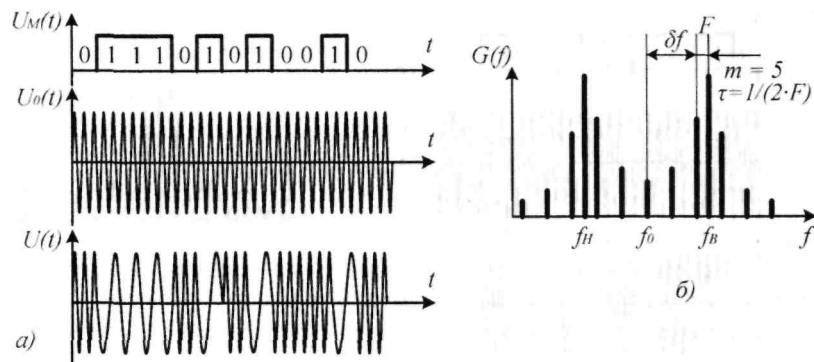 U_M(t)
0 1 1 1 0 1 0 1 0 0 1 0
t
U_0(t)
t
U(t)
t
а)
G(f)
δf
F
m = 5
τ=1/(2·F)
f_H
f_0
f_B
f
б)